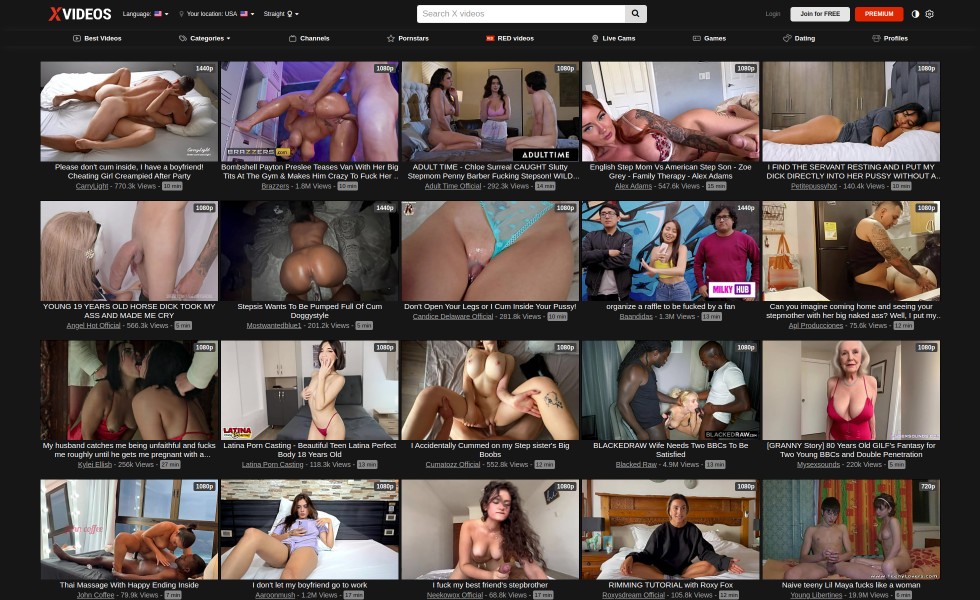 XVIDEOS
Language:
Your location: USA
Straight
Search X videos
Login
Join for FREE
PREMIUM
Best Videos
Categories
Channels
Pornstars
RED videos
Live Cams
Games
Dating
Profiles
1440p
1080p
1080p
1080p
1080p
CarryLight
BRAZZERS.com
ADULTTIME
Please don't cum inside, I have a boyfriend!
Cheating Girl Creampied After Party
CarryLight - 770.3k Views - 10 min
Bombshell Payton Preslee Teases Van With Her Big
Tits At The Gym & Makes Him Crazy To Fuck Her ..
Brazzers - 1.8M Views - 10 min
ADULT TIME - Chloe Surreal CAUGHT Slutty
Stepmom Penny Barber Fucking Stepson! WILD...
Adult Time Official - 292.3k Views - 14 min
English Step Mom Vs American Step Son - Zoe
Grey - Family Therapy - Alex Adams
Alex Adams - 547.6k Views - 15 min
I FIND THE SERVANT RESTING AND I PUT MY
DICK DIRECTLY INTO HER PUSSY WITHOUT A..
Petitepussyhot - 140.4k Views - 10 min
1080p
1440p
1080p
1080p
1080p
MILKY HUB
YOUNG 19 YEARS OLD HORSE DICK TOOK MY
ASS AND MADE ME CRY
Angel Hot Official - 566.3k Views - 5 min
Stepsis Wants To Be Pumped Full Of Cum
Doggystyle
Mostwantedblue1 - 201.2k Views - 5 min
Don't Open Your Legs or I Cum Inside Your Pussy!
Candice Delaware Official - 281.8k Views - 10 min
organize a raffle to be fucked by a fan
Baandidas - 1.3M Views - 13 min
Can you imagine coming home and seeing your
stepmother with her big naked ass? Well, I put my..
Apl Producciones - 75.6k Views - 12 min
1080p
1080p
1080p
1080p
1080p
LATINA
BLACKEDRAW.com
My husband catches me being unfaithful and fucks
me roughly until he gets me pregnant with a...
Kylei Ellish - 256k Views - 27 min
Latina Porn Casting - Beautiful Teen Latina Perfect
Body 18 Years Old
Latina Porn Casting - 118.3k Views - 13 min
I Accidentally Cummed on my Step sister's Big
Boobs
Cumatozz Official - 552.8k Views - 12 min
BLACKEDRAW Wife Needs Two BBCs To Be
Satisfied
Blacked Raw - 4.9M Views - 13 min
[GRANNY Story] 80 Years Old GILF's Fantasy for
Two Young BBCs and Double Penetration
Mysexsounds - 220k Views - 5 min
1080p
1080p
1080p
1080p
720p
john coffee
Thai Massage With Happy Ending Inside
John Coffee - 79.9k Views - 7 min
I don't let my boyfriend go to work
Aaronmush - 1.2M Views - 17 min
I fuck my best friend's stepbrother
Neekowox Official - 68.8k Views - 17 min
RIMMING TUTORIAL with Roxy Fox
Roxysdream Official - 105.8k Views - 12 min
Naive teeny Lil Maya fucks like a woman
Young Libertines - 19.9M Views - 6 min